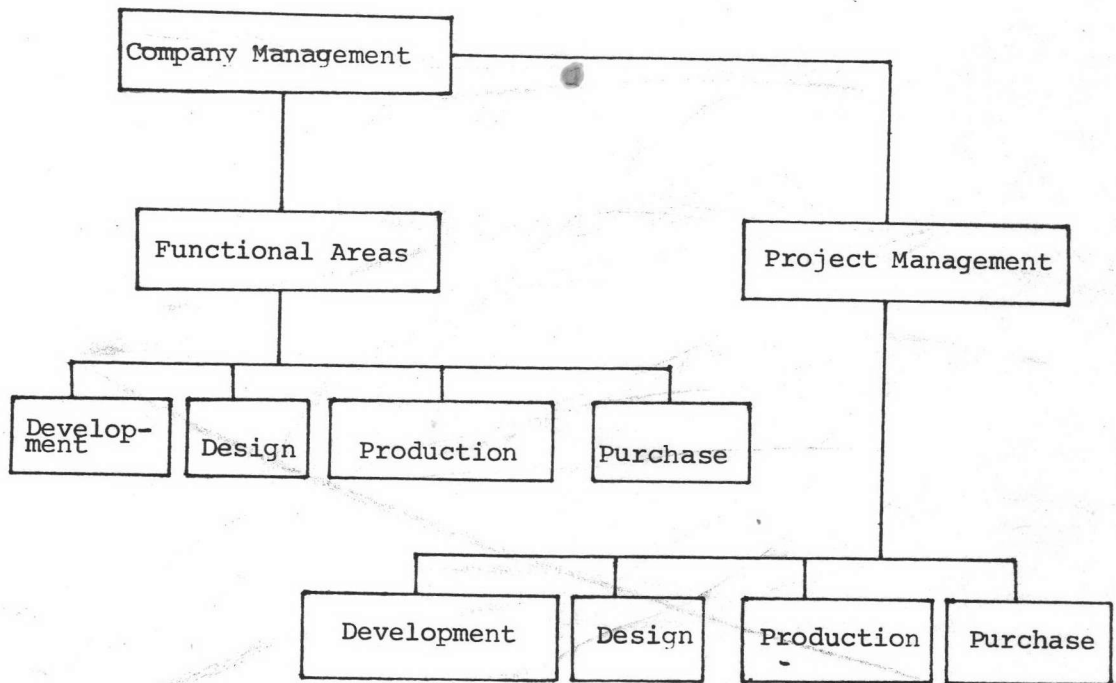 Company Management
Functional Areas
Project Management
Develop-
ment
Design
Production
Purchase
Development
Design
Production
Purchase